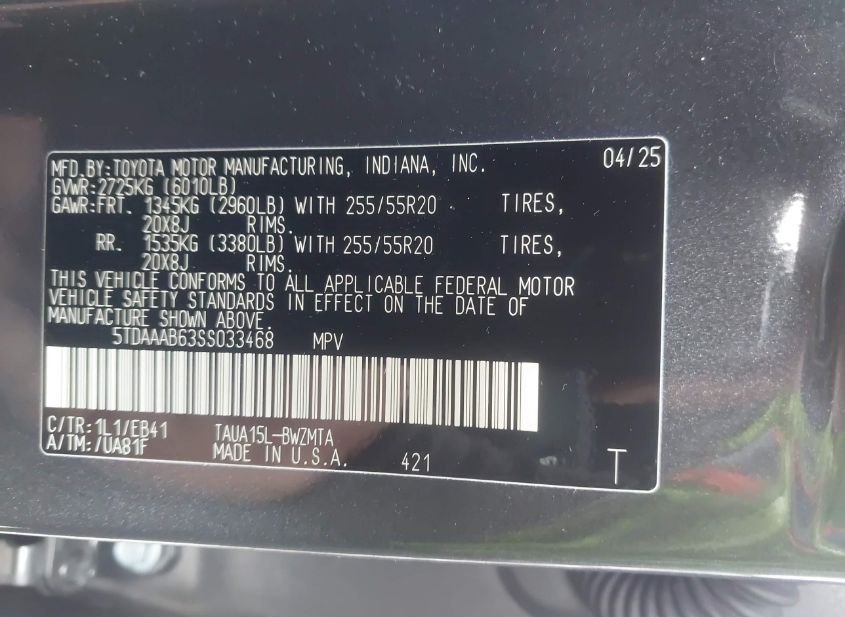 MFD.BY:TOYOTA MOTOR MANUFACTURING, INDIANA, INC. 04/25
GVWR:2725KG (6010LB)
GAWR:FRT. 1345KG (2960LB) WITH 255/55R20 TIRES,
20X8J RIMS.
RR. 1535KG (3380LB) WITH 255/55R20 TIRES,
20X8J RIMS.
THIS VEHICLE CONFORMS TO ALL APPLICABLE FEDERAL MOTOR
VEHICLE SAFETY STANDARDS IN EFFECT ON THE DATE OF
MANUFACTURE SHOWN ABOVE.
5TDAAAB63SS033468 MPV
C/TR:1L1/EB41 TAUA15L-BWZMTA
A/TM:/UA81F MADE IN U.S.A. 421 T